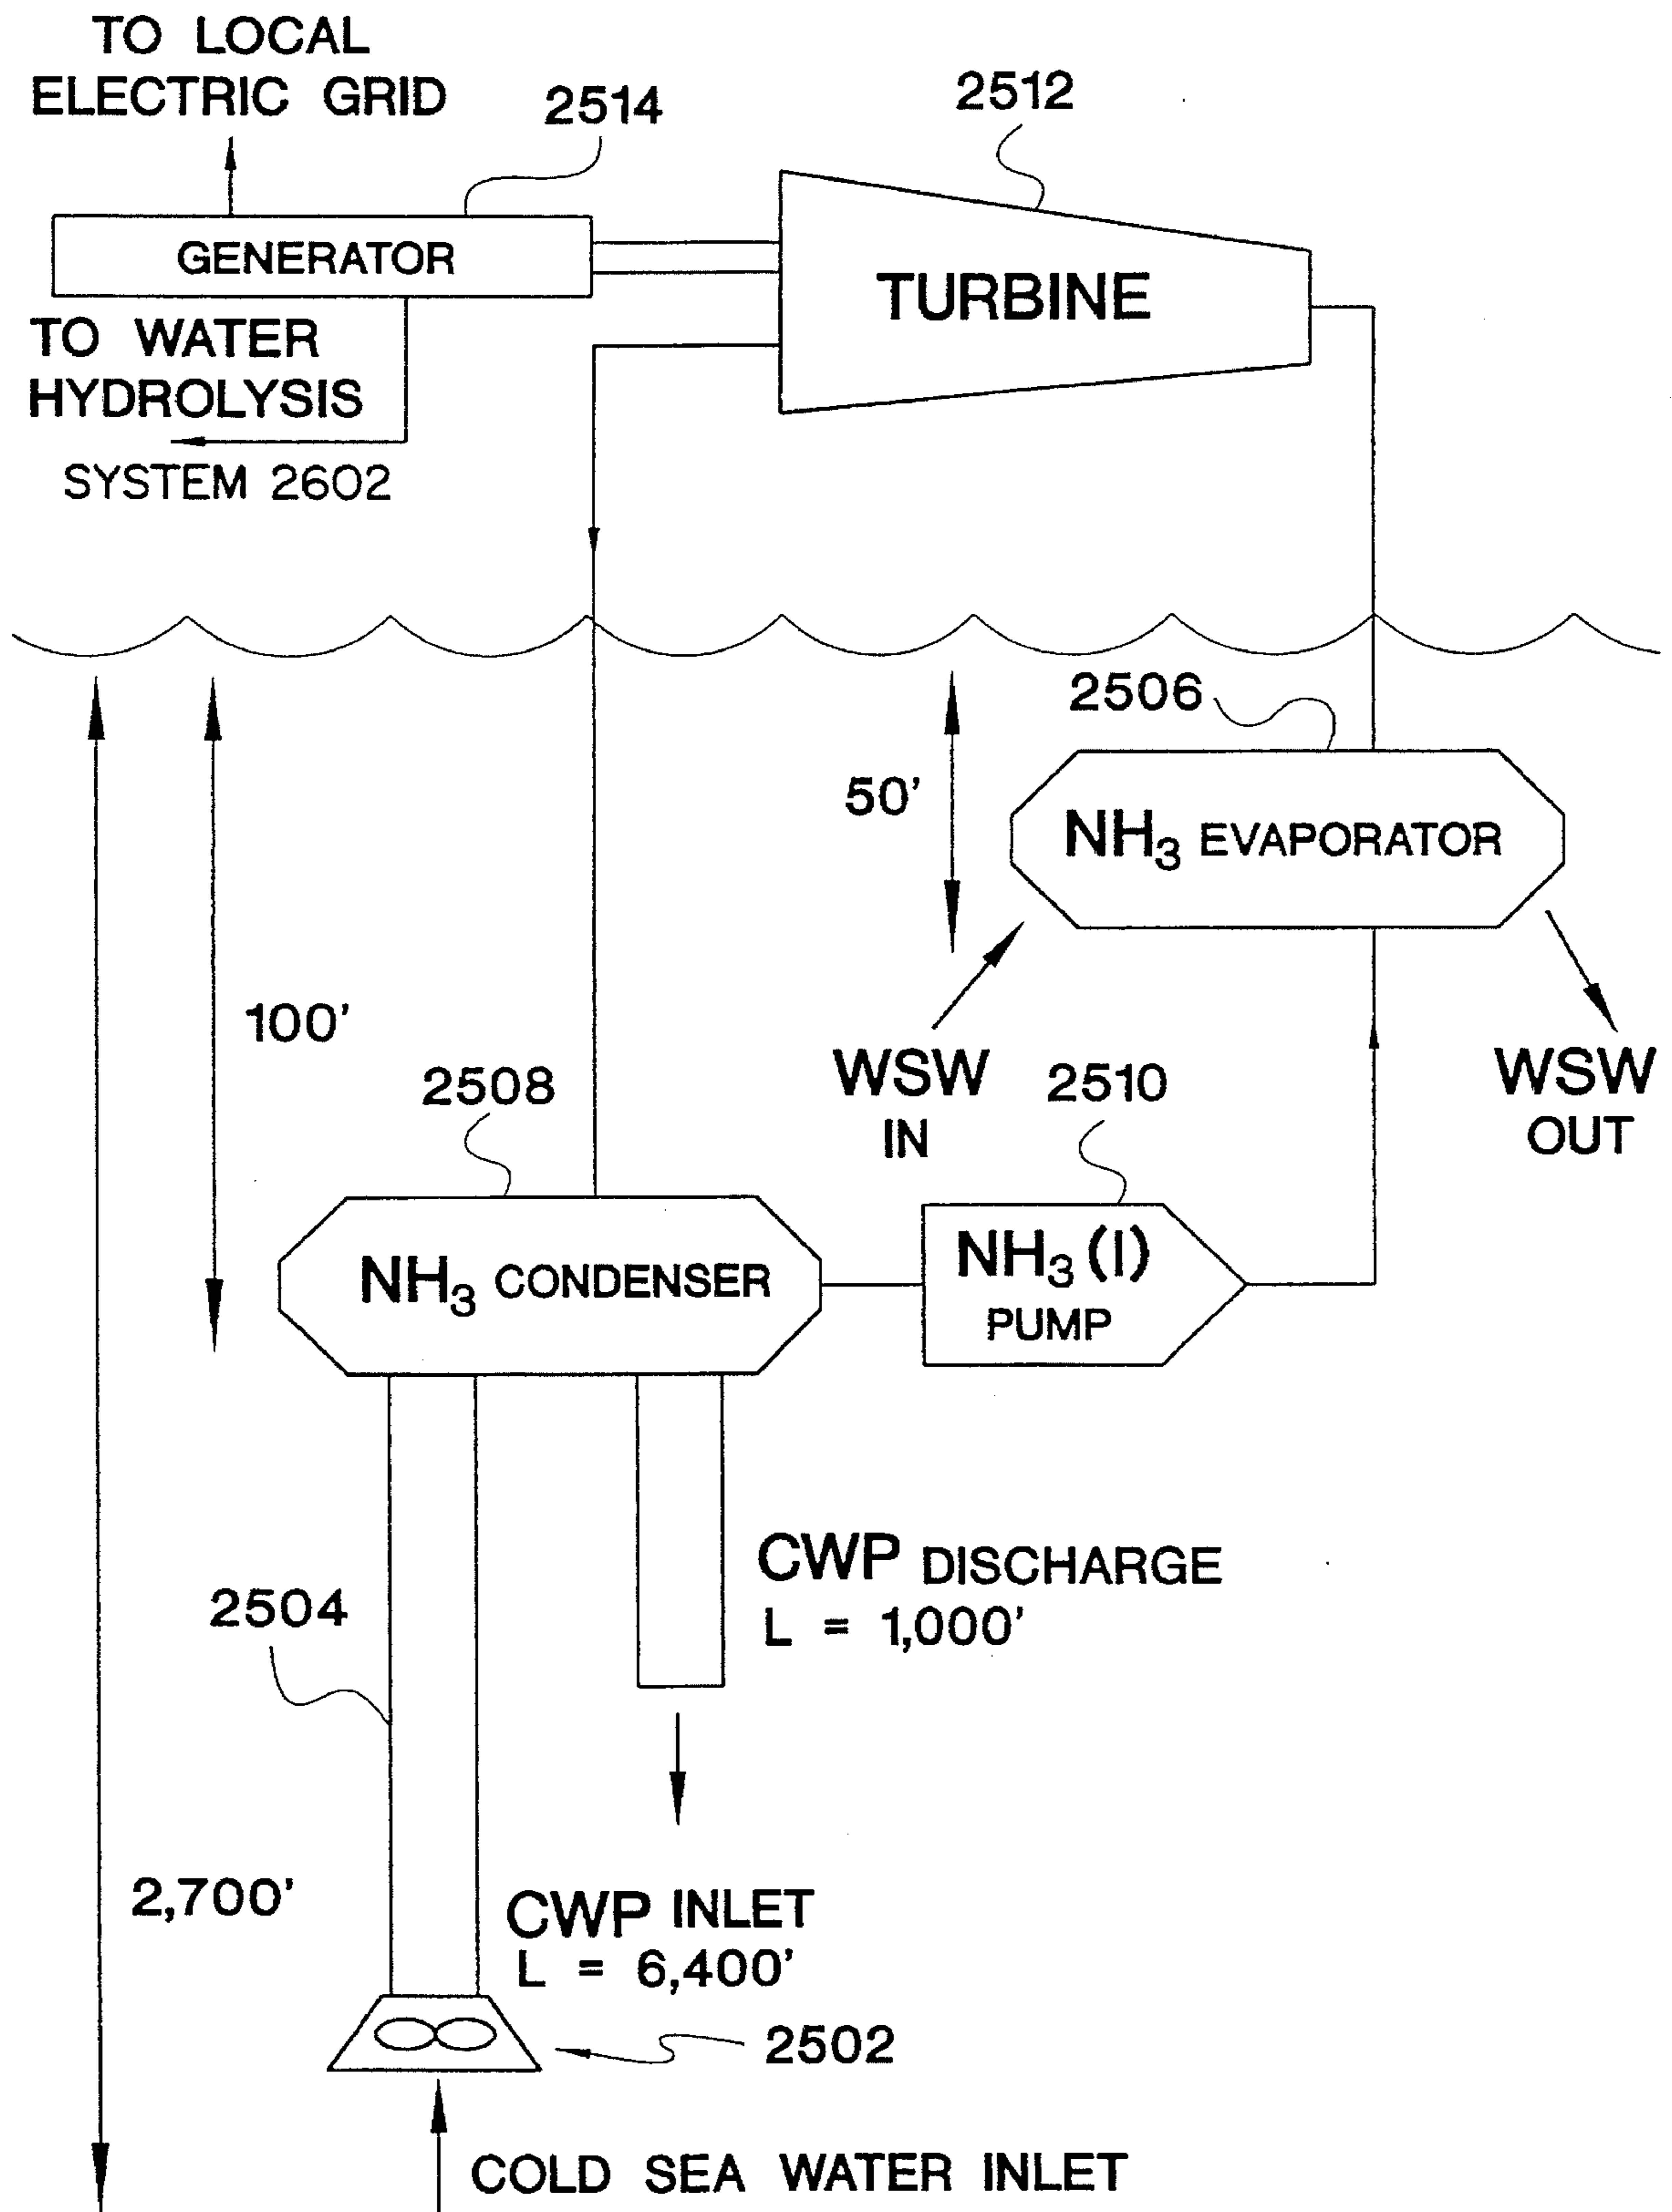 TO LOCAL
ELECTRIC GRID
2514
2512
GENERATOR
TURBINE
TO WATER
HYDROLYSIS
SYSTEM 2602
2506
50'
NH₃ EVAPORATOR
100'
WSW
IN
WSW
OUT
2508
2510
NH₃ CONDENSER
NH₃ (l)
PUMP
CWP DISCHARGE
L = 1,000'
2504
2,700'
CWP INLET
L = 6,400'
2502
COLD SEA WATER INLET